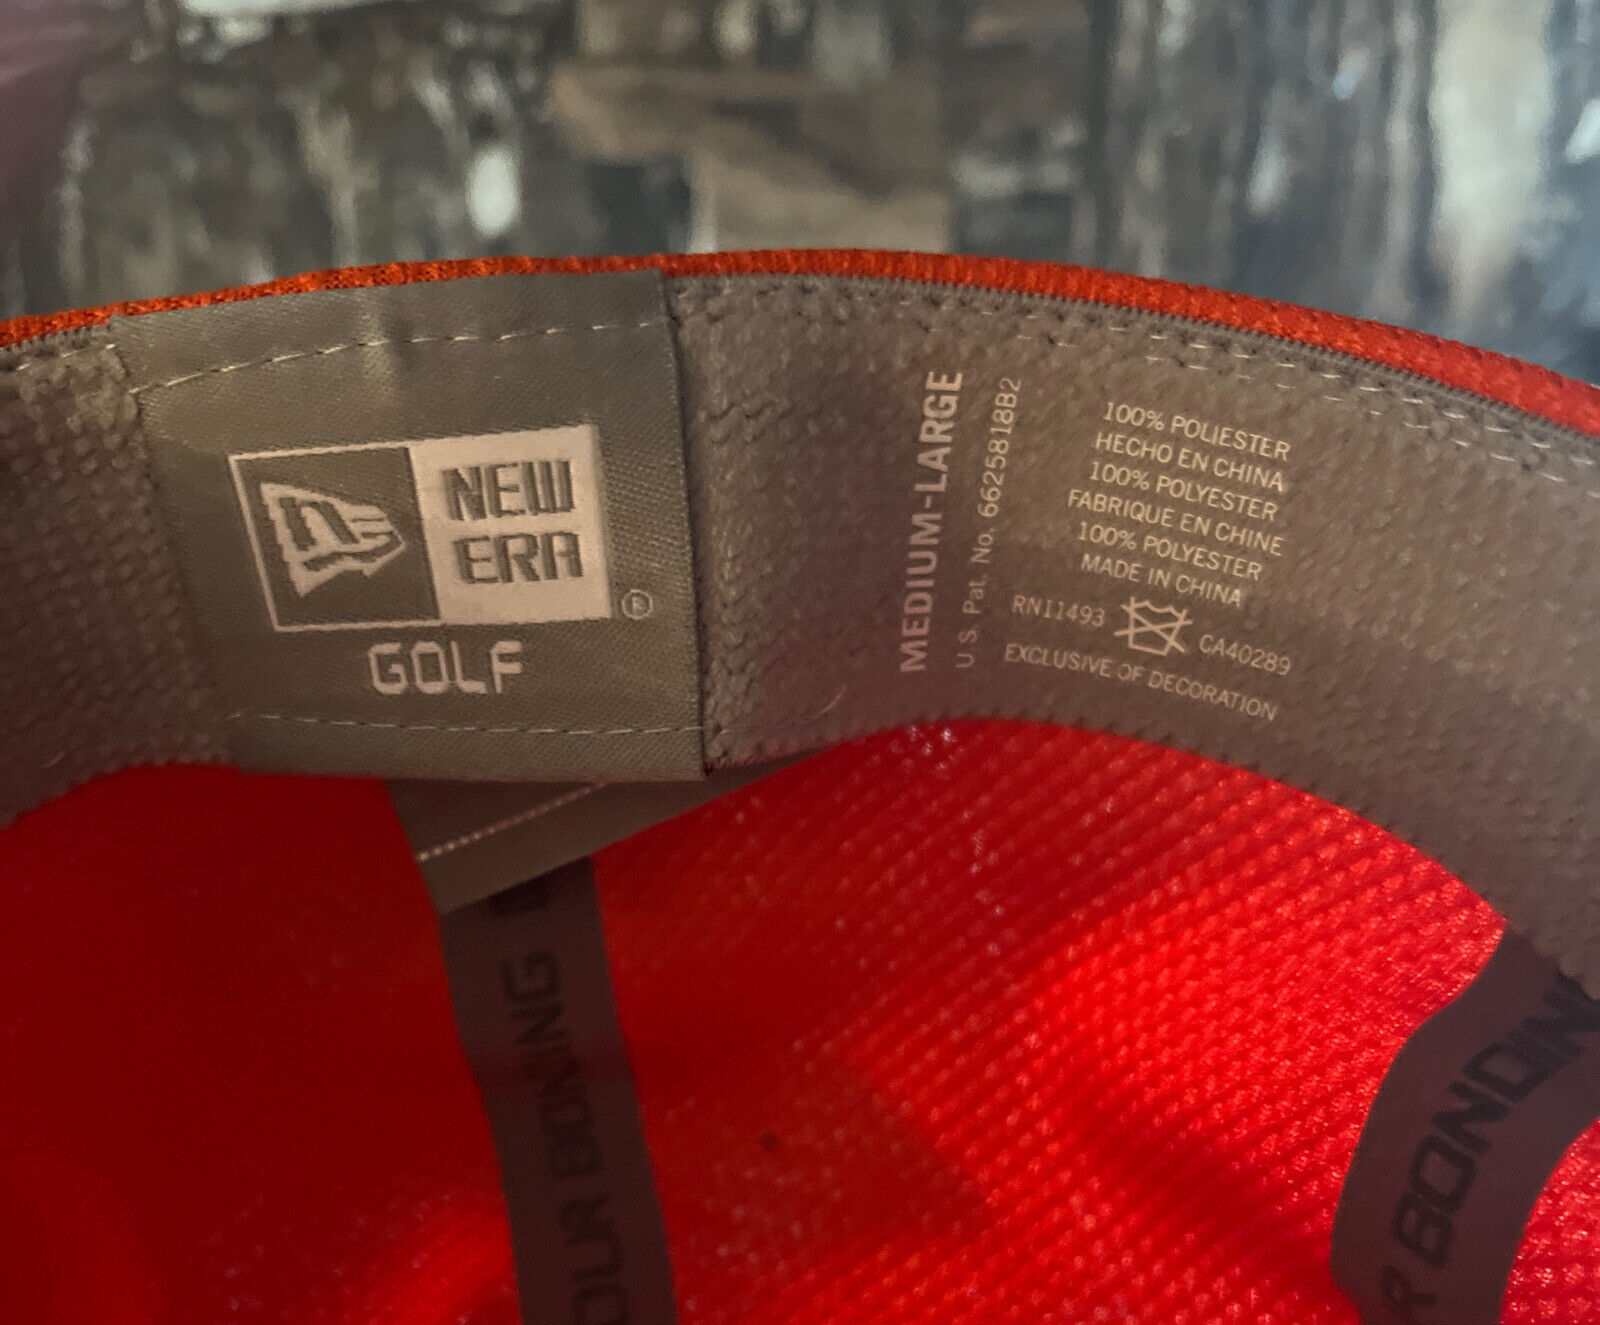 NEW
ERA
®
GOLF
MEDIUM-LARGE
U.S. Pat. No. 6625818B2
100% POLIESTER
HECHO EN CHINA
100% POLYESTER
FABRIQUE EN CHINE
100% POLYESTER
MADE IN CHINA
RN11493 CA40289
EXCLUSIVE OF DECORATION
BONDING